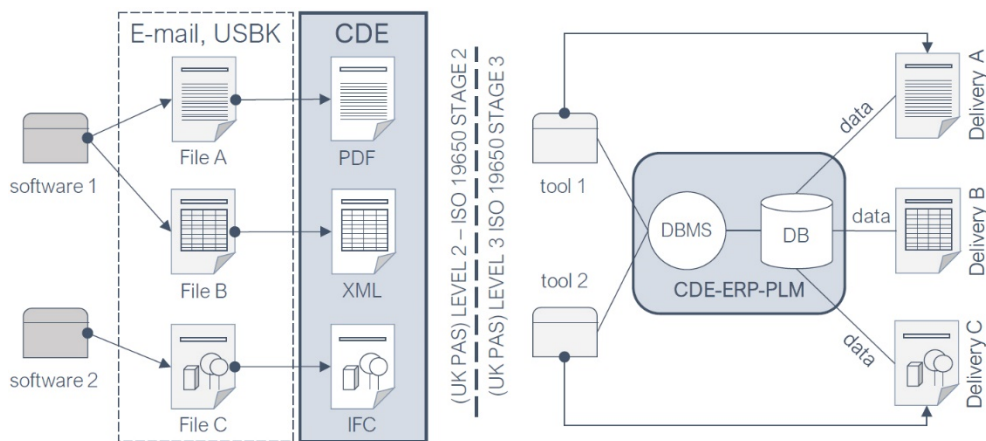 E-mail, USBK
CDE
software 1
File A
PDF
File B
XML
software 2
File C
IFC
(UK PAS) LEVEL 2 – ISO 19650 STAGE 2
(UK PAS) LEVEL 3 ISO 19650 STAGE 3
tool 1
tool 2
DBMS
DB
CDE-ERP-PLM
data
Delivery A
data
Delivery B
data
Delivery C